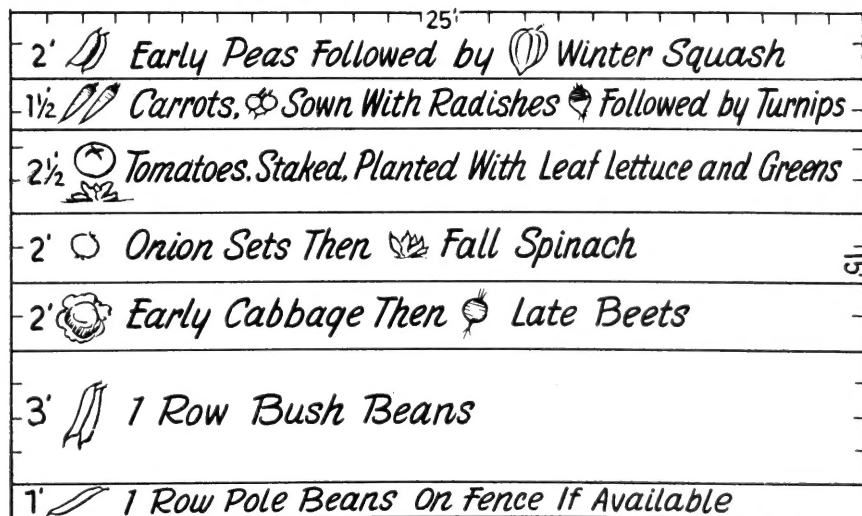 25'
2' Early Peas Followed by Winter Squash
1½' Carrots, Sown With Radishes Followed by Turnips
2½' Tomatoes, Staked, Planted With Leaf Lettuce and Greens
2' Onion Sets Then Fall Spinach
15'
2' Early Cabbage Then Late Beets
3' 1 Row Bush Beans
1' 1 Row Pole Beans On Fence If Available